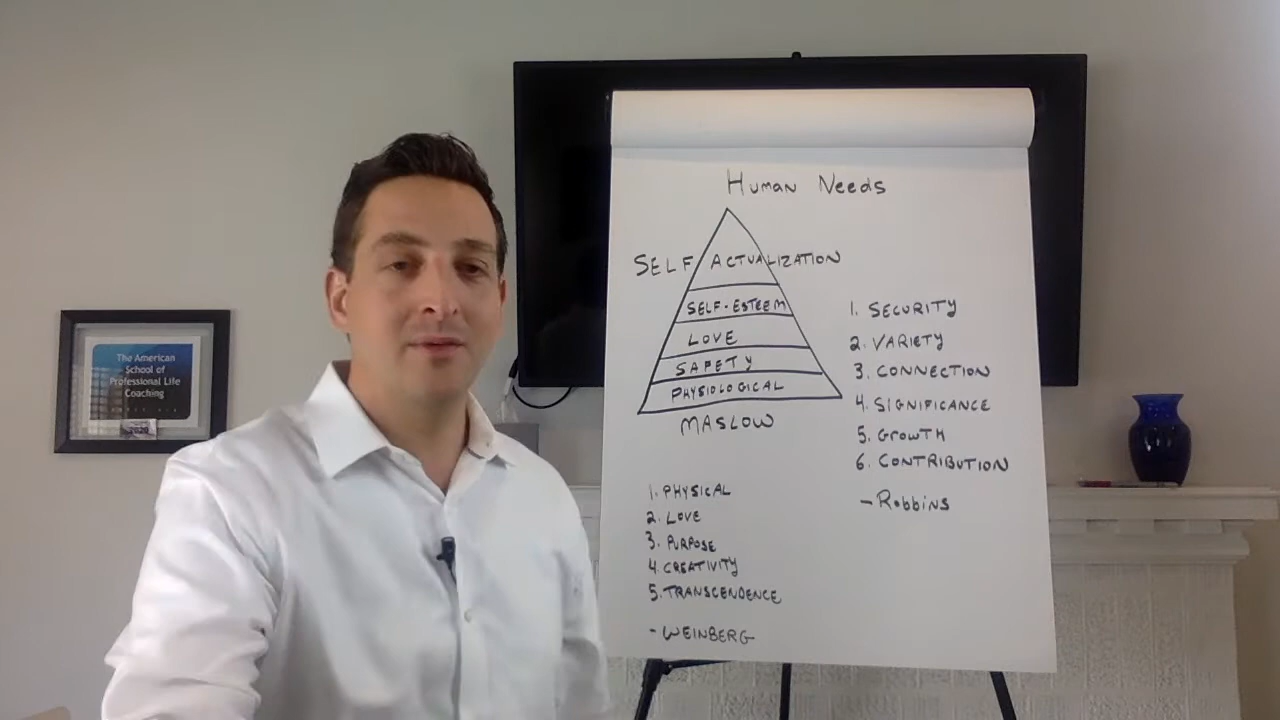 Human Needs
SELF ACTUALIZATION
SELF-ESTEEM
LOVE
SAFETY
PHYSIOLOGICAL
MASLOW
1. SECURITY
2. VARIETY
3. CONNECTION
4. SIGNIFICANCE
5. GROWTH
6. CONTRIBUTION
- Robbins
1. PHYSICAL
2. LOVE
3. PURPOSE
4. CREATIVITY
5. TRANSCENDENCE
- WEINBERG
The American
School of
Professional Life
Coaching
2020